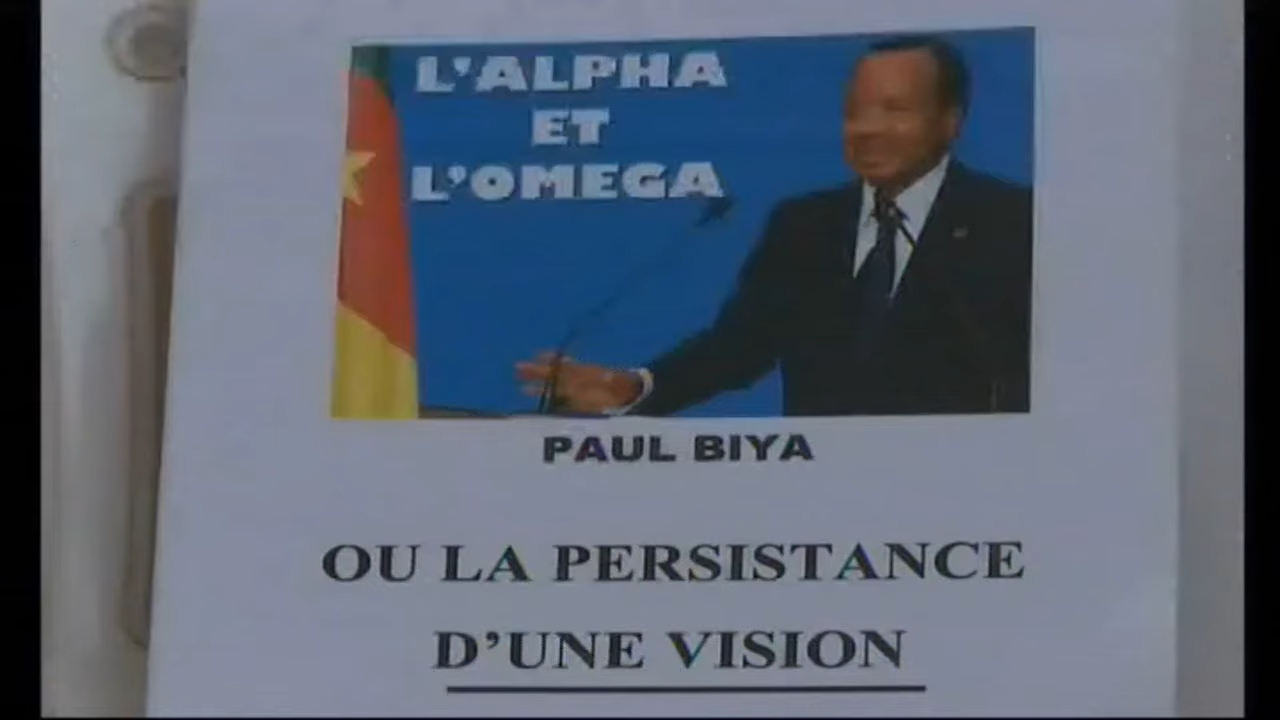 L'ALPHA
ET
L'OMEGA
PAUL BIYA
OU LA PERSISTANCE
D'UNE VISION